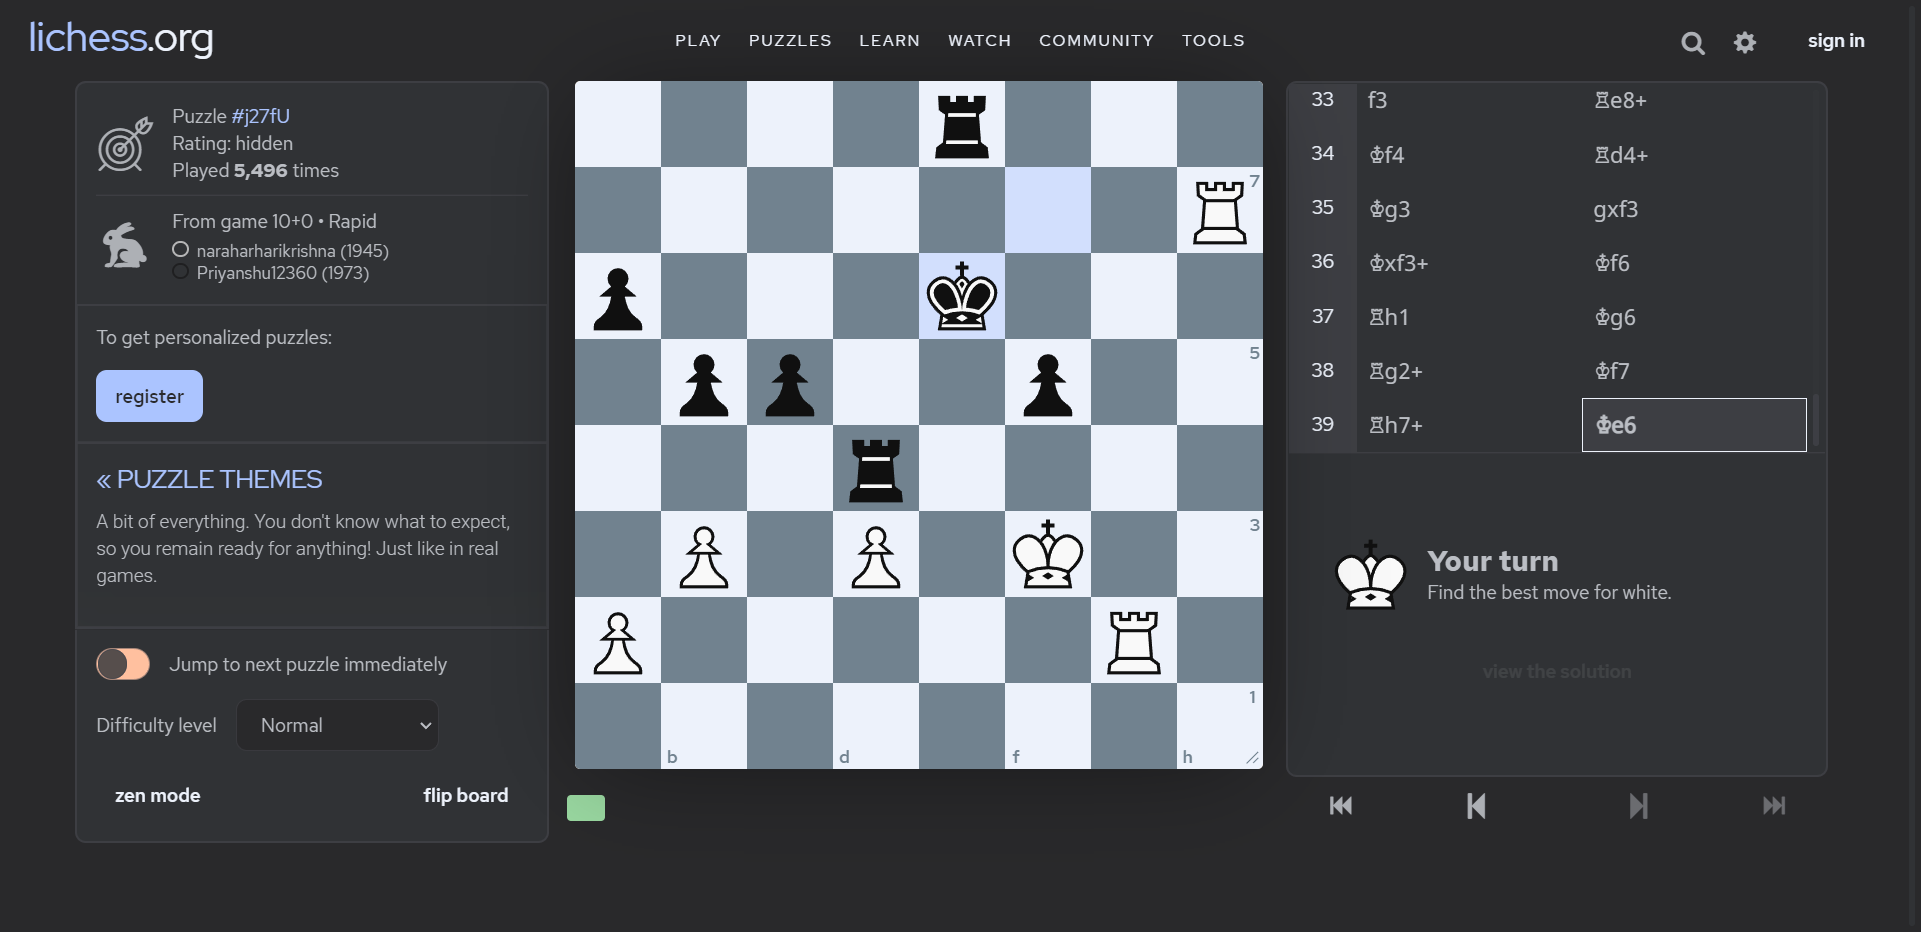 lichess.org
PLAY PUZZLES LEARN WATCH COMMUNITY TOOLS
sign in
Puzzle #j27fU
Rating: hidden
Played 5,496 times
From game 10+0 • Rapid
naraharharikrishna (1945)
Priyanshu12360 (1973)
To get personalized puzzles:
register
« PUZZLE THEMES
A bit of everything. You don't know what to expect,
so you remain ready for anything! Just like in real
games.
Jump to next puzzle immediately
Difficulty level Normal
zen mode flip board
7
5
3
1
b d f h
33 f3 ♖e8+
34 ♔f4 ♖d4+
35 ♔g3 gxf3
36 ♔xf3+ ♔f6
37 ♖h1 ♔g6
38 ♖g2+ ♔f7
39 ♖h7+ ♔e6
Your turn
Find the best move for white.
view the solution